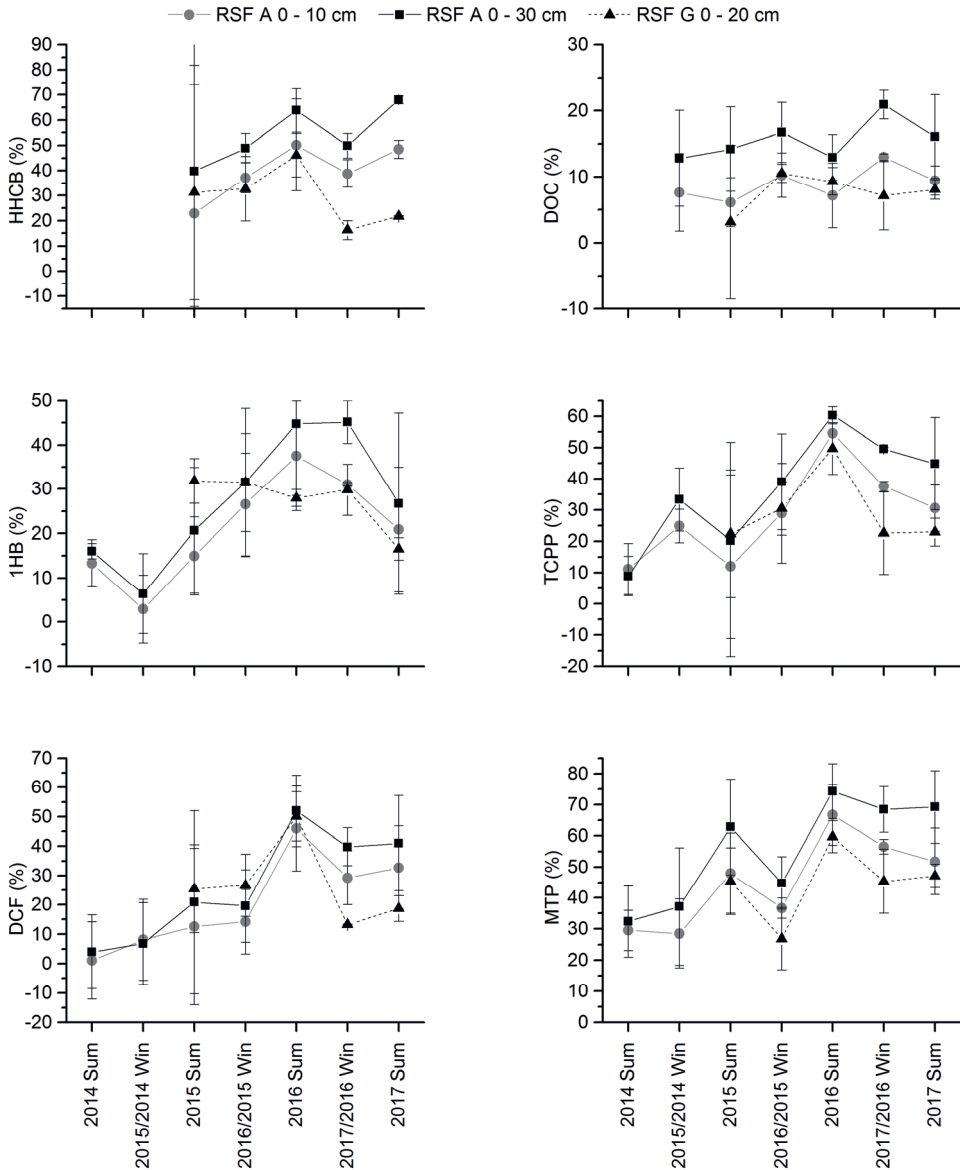 RSF A 0 - 10 cm RSF A 0 - 30 cm RSF G 0 - 20 cm
HHCB (%)
90
80
70
60
50
40
30
20
10
0
-10
DOC (%)
30
20
10
0
-10
1HB (%)
50
40
30
20
10
0
-10
TCPP (%)
60
50
40
30
20
10
0
-10
-20
DCF (%)
70
60
50
40
30
20
10
0
-10
-20
2014 Sum
2015/2014 Win
2015 Sum
2016/2015 Win
2016 Sum
2017/2016 Win
2017 Sum
MTP (%)
80
70
60
50
40
30
20
10
0
2014 Sum
2015/2014 Win
2015 Sum
2016/2015 Win
2016 Sum
2017/2016 Win
2017 Sum